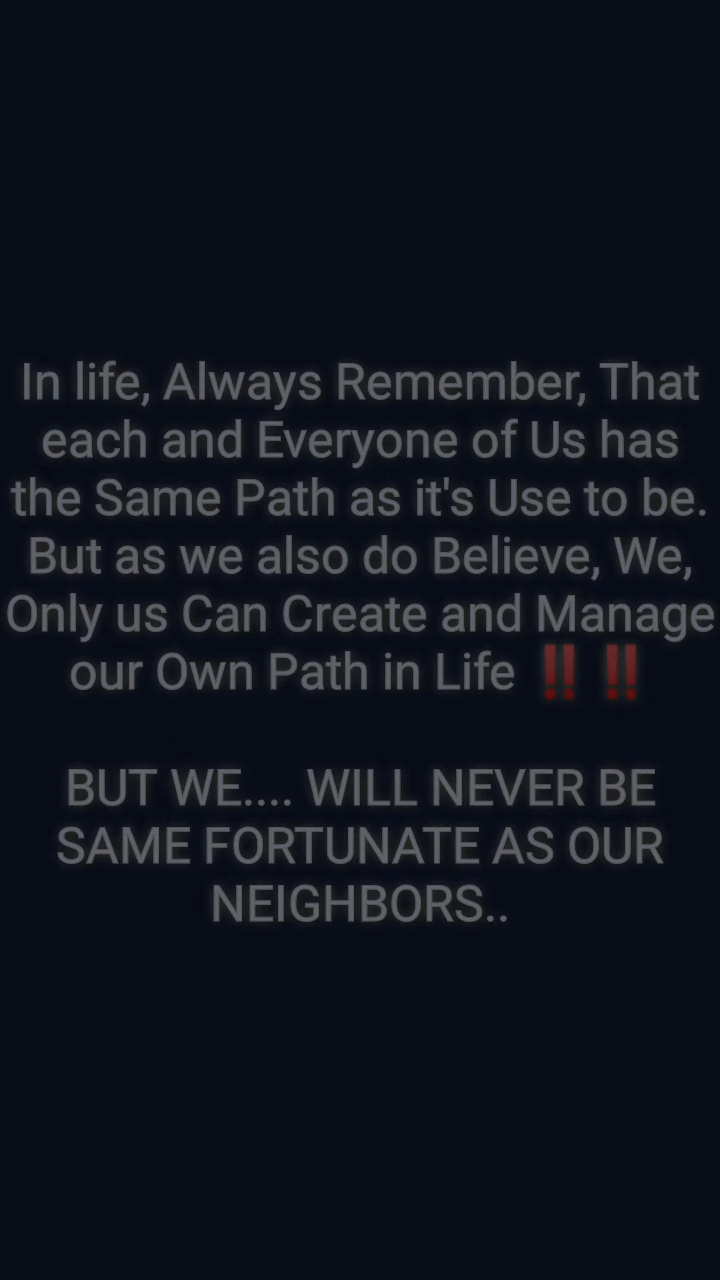 In life, Always Remember, That
each and Everyone of Us has
the Same Path as it's Use to be.
But as we also do Believe, We,
Only us Can Create and Manage
our Own Path in Life ‼️ ‼️
BUT WE.... WILL NEVER BE
SAME FORTUNATE AS OUR
NEIGHBORS..